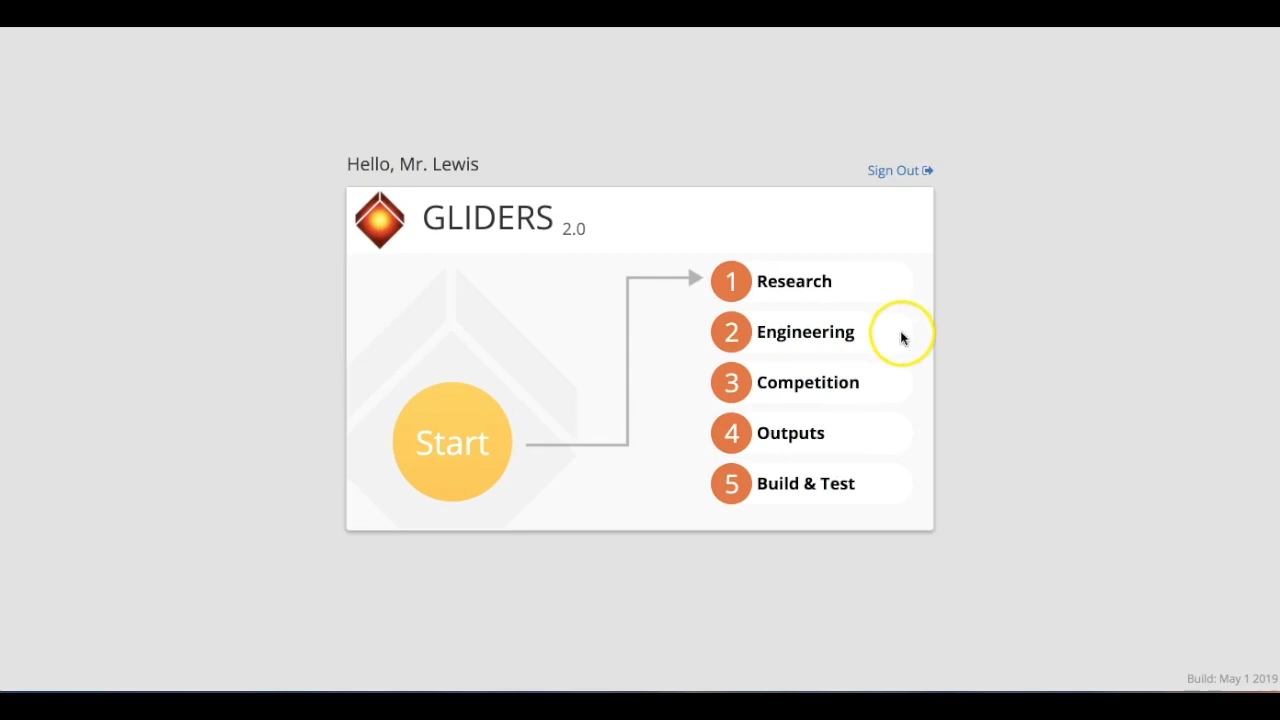 Hello, Mr. Lewis
Sign Out
GLIDERS 2.0
Start
1 Research
2 Engineering
3 Competition
4 Outputs
5 Build & Test
Build: May 1 2019